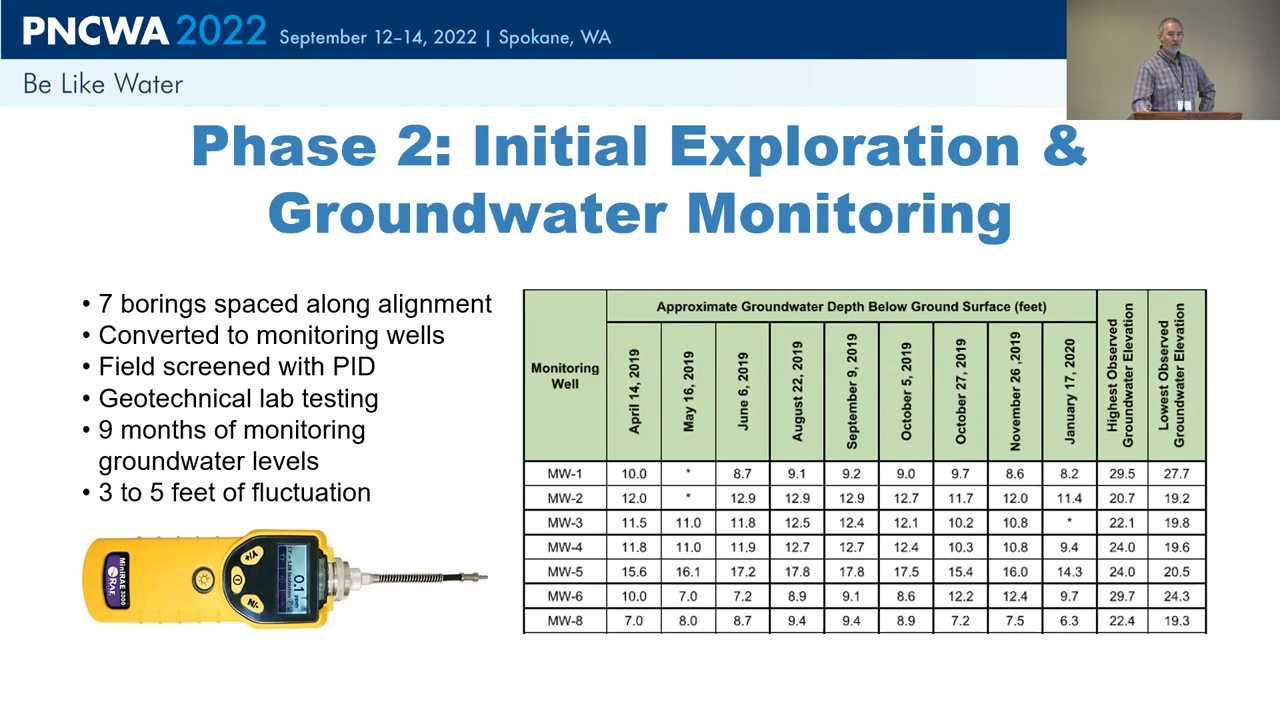 PNCWA 2022 September 12–14, 2022 | Spokane, WA
Be Like Water
Phase 2: Initial Exploration &
Groundwater Monitoring
• 7 borings spaced along alignment
• Converted to monitoring wells
• Field screened with PID
• Geotechnical lab testing
• 9 months of monitoring
groundwater levels
• 3 to 5 feet of fluctuation
MiniRAE 3000
RAE
Y/+
N/-
0.1
ppm
Monitoring
Well
Approximate Groundwater Depth Below Ground Surface (feet)
April 14, 2019
May 16, 2019
June 6, 2019
August 22, 2019
September 9, 2019
October 5, 2019
October 27, 2019
November 26 ,2019
January 17, 2020
Highest Observed
Groundwater Elevation
Lowest Observed
Groundwater Elevation
MW-1 10.0 * 8.7 9.1 9.2 9.0 9.7 8.6 8.2 29.5 27.7
MW-2 12.0 * 12.9 12.9 12.9 12.7 11.7 12.0 11.4 20.7 19.2
MW-3 11.5 11.0 11.8 12.5 12.4 12.1 10.2 10.8 * 22.1 19.8
MW-4 11.8 11.0 11.9 12.7 12.7 12.4 10.3 10.8 9.4 24.0 19.6
MW-5 15.6 16.1 17.2 17.8 17.8 17.5 15.4 16.0 14.3 24.0 20.5
MW-6 10.0 7.0 7.2 8.9 9.1 8.6 12.2 12.4 9.7 29.7 24.3
MW-8 7.0 8.0 8.7 9.4 9.4 8.9 7.2 7.5 6.3 22.4 19.3